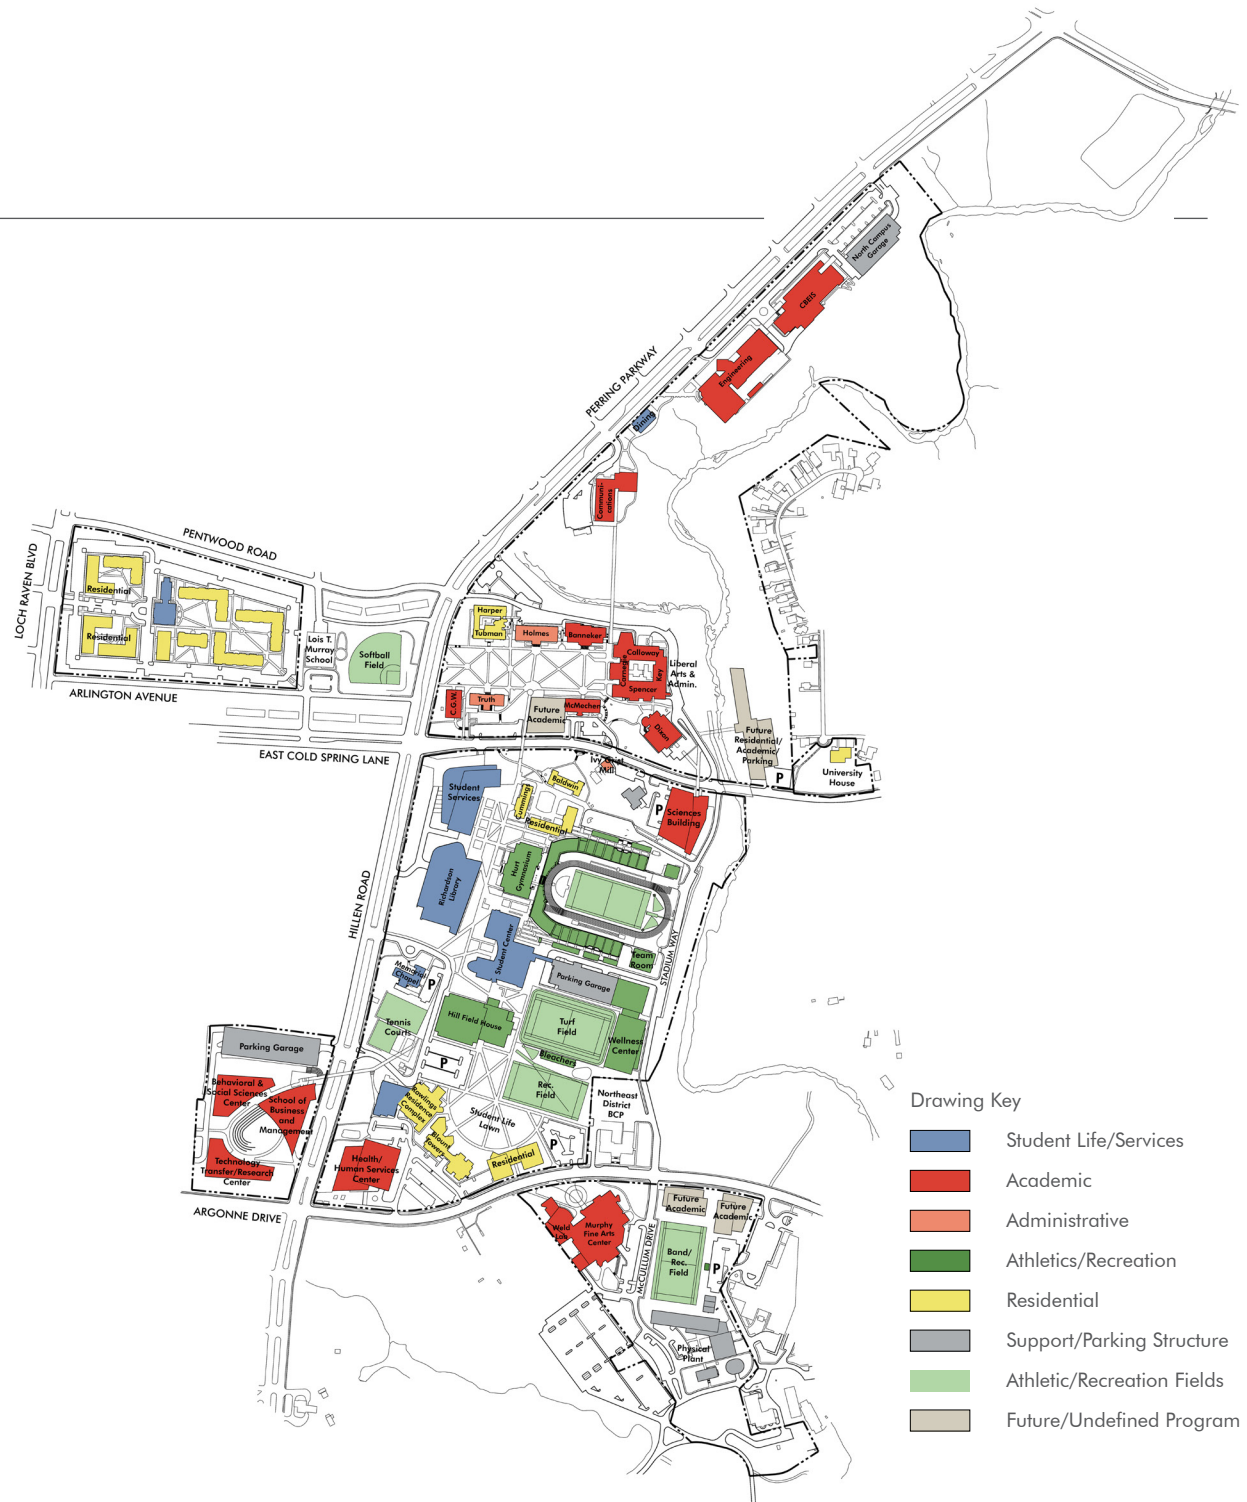 North Campus
Garage
CBEIS
Engineering
PERRING PARKWAY
Dining
Communi-
cations
PENTWOOD ROAD
LOCH RAVEN BLVD
Residential
Residential
Lois T.
Murray
School
Softball
Field
ARLINGTON AVENUE
Harper
Tubman
Holmes
Banneker
Calloway
Carnegie
Key
Spencer
Liberal
Arts &
Admin.
C.G.W.
Truth
Future
Academic
McMechen
Dixon
Future
Residential/
Academic/
Parking
P
University
House
EAST COLD SPRING LANE
Ivy Grist
Mill
Student
Services
Baldwin
Cummings
Residential
P
Sciences
Building
Richardson
Library
Hurt
Gymnasium
HILLEN ROAD
Student Center
Team
Room
STADIUM WAY
Memorial
Chapel
P
Parking Garage
Tennis
Courts
Hill Field House
Turf
Field
Wellness
Center
Bleachers
P
Parking Garage
Behavioral &
Social Sciences
Center
School of
Business
and
Management
Technology
Transfer/Research
Center
Rawlings
Residence
Complex
Rec.
Field
Northeast
District
BCP
Student Life
Lawn
Blount
Towers
P
Residential
Health/
Human Services
Center
ARGONNE DRIVE
Weld
Lab
Murphy
Fine Arts
Center
McCULLUM DRIVE
Future
Academic
Future
Academic
Band/
Rec.
Field
P
Physical
Plant
Drawing Key
Student Life/Services
Academic
Administrative
Athletics/Recreation
Residential
Support/Parking Structure
Athletic/Recreation Fields
Future/Undefined Program